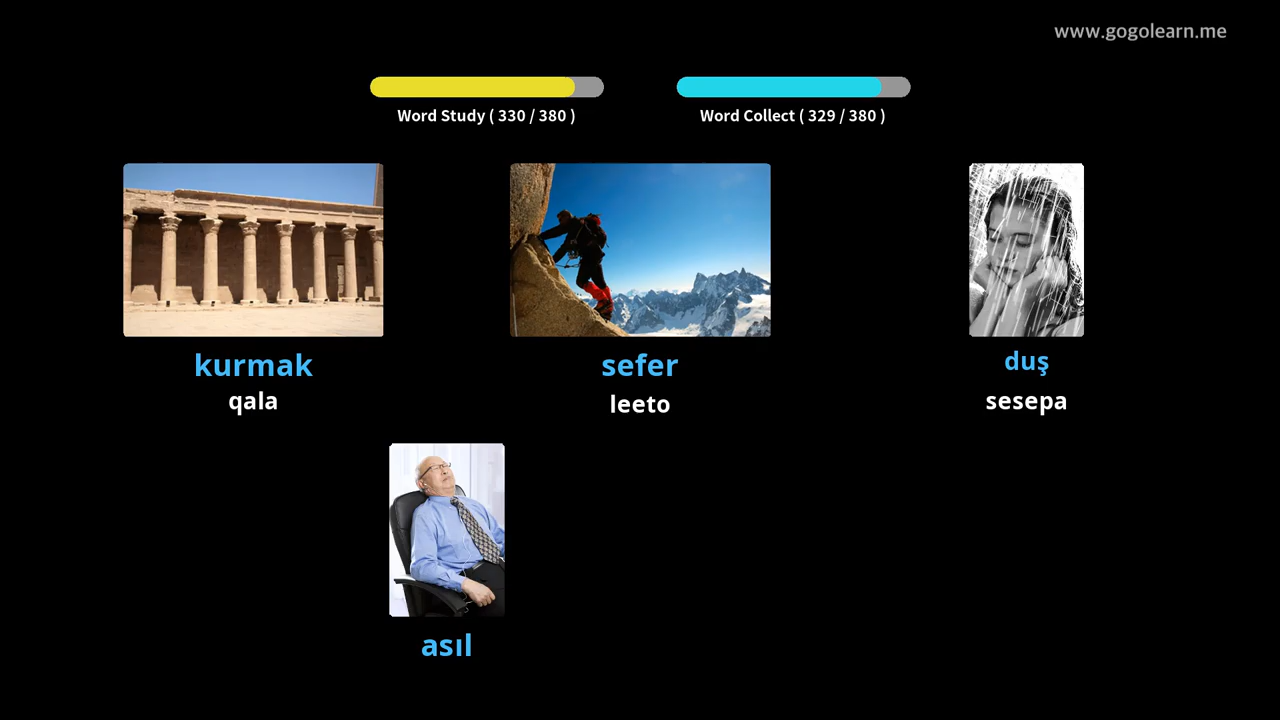 www.gogolearn.me
Word Study ( 330 / 380 )
Word Collect ( 329 / 380 )
kurmak
qala
sefer
leeto
duş
sesepa
asıl